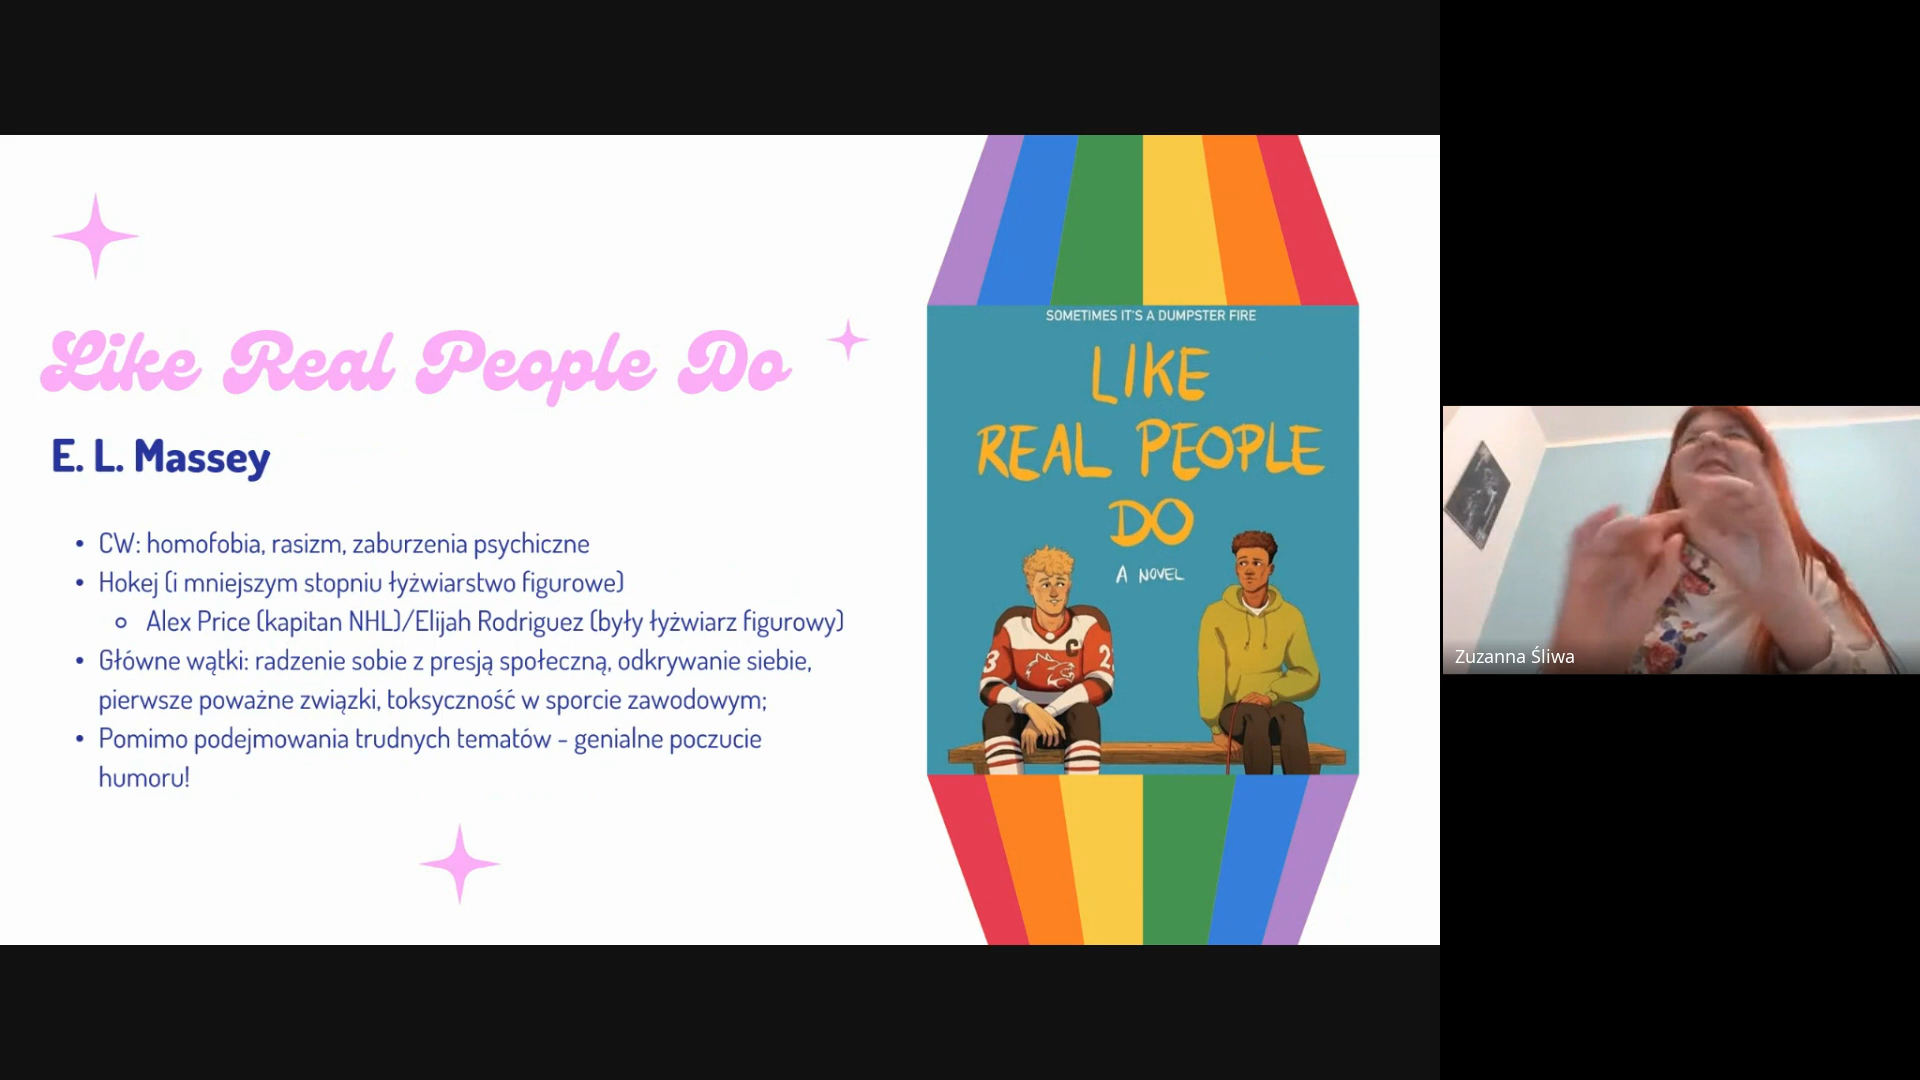 Like Real People Do
E. L. Massey
• CW: homofobia, rasizm, zaburzenia psychiczne
• Hokej (i mniejszym stopniu łyżwiarstwo figurowe)
○ Alex Price (kapitan NHL)/Elijah Rodriguez (były łyżwiarz figurowy)
• Główne wątki: radzenie sobie z presją społeczną, odkrywanie siebie,
pierwsze poważne związki, toksyczność w sporcie zawodowym;
• Pomimo podejmowania trudnych tematów - genialne poczucie
humoru!
SOMETIMES IT'S A DUMPSTER FIRE
LIKE
REAL PEOPLE
DO
A NOVEL
C
3 2
Zuzanna Śliwa